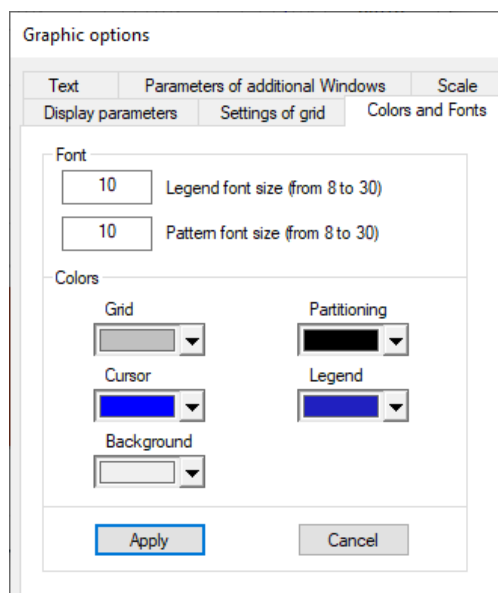 Graphic options
Text Parameters of additional Windows Scale
Display parameters Settings of grid Colors and Fonts
Font
10 Legend font size (from 8 to 30)
10 Pattern font size (from 8 to 30)
Colors
Grid Partitioning
Cursor Legend
Background
Apply Cancel